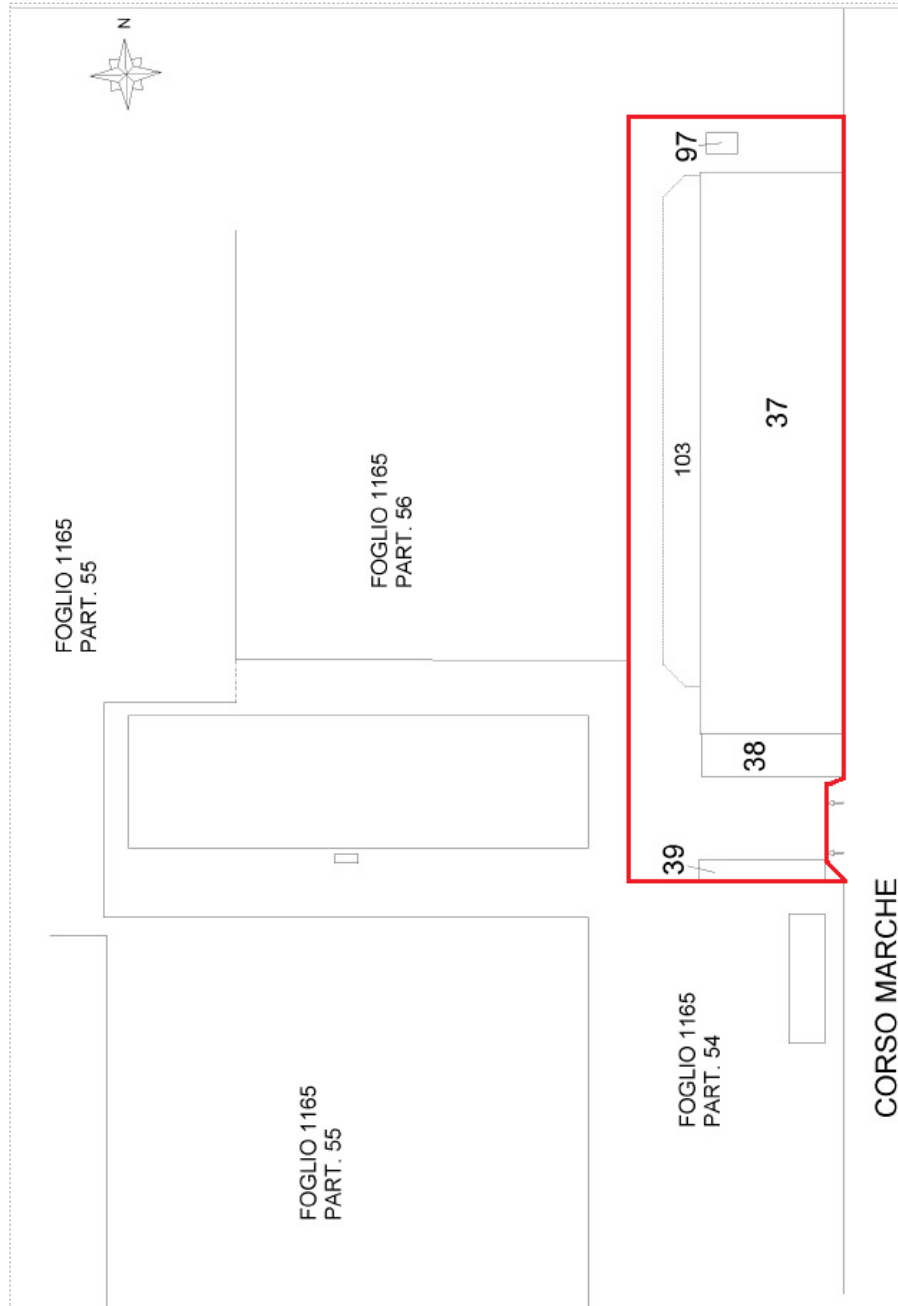 N
97
37
103
FOGLIO 1165
PART. 56
FOGLIO 1165
PART. 55
38
39
FOGLIO 1165
PART. 54
FOGLIO 1165
PART. 55
CORSO MARCHE